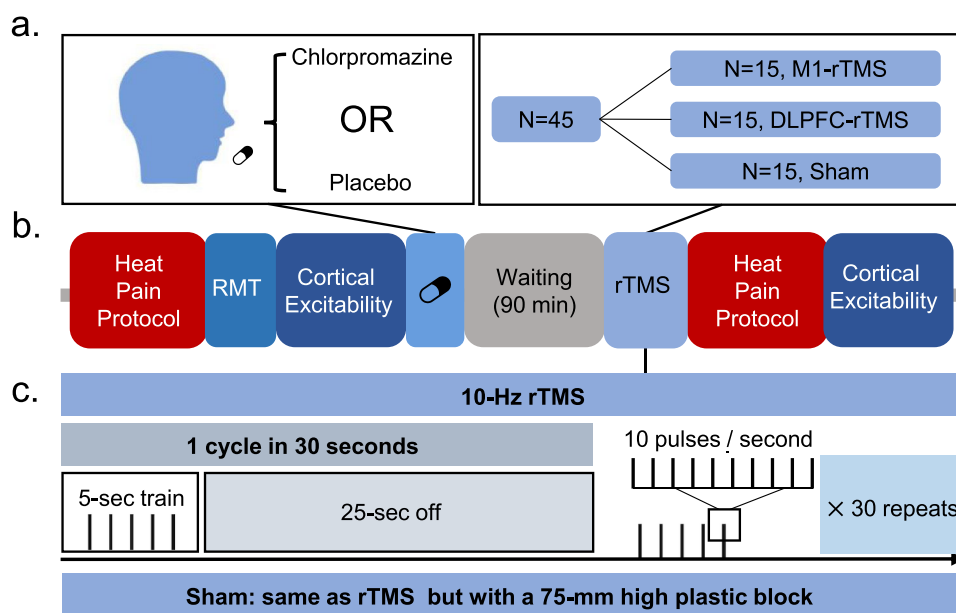 a.
Chlorpromazine
OR
Placebo
N=45
N=15, M1-rTMS
N=15, DLPFC-rTMS
N=15, Sham
b.
Heat
Pain
Protocol
RMT
Cortical
Excitability
Waiting
(90 min)
rTMS
Heat
Pain
Protocol
Cortical
Excitability
c.
10-Hz rTMS
1 cycle in 30 seconds
5-sec train
25-sec off
10 pulses / second
× 30 repeats
Sham: same as rTMS but with a 75-mm high plastic block